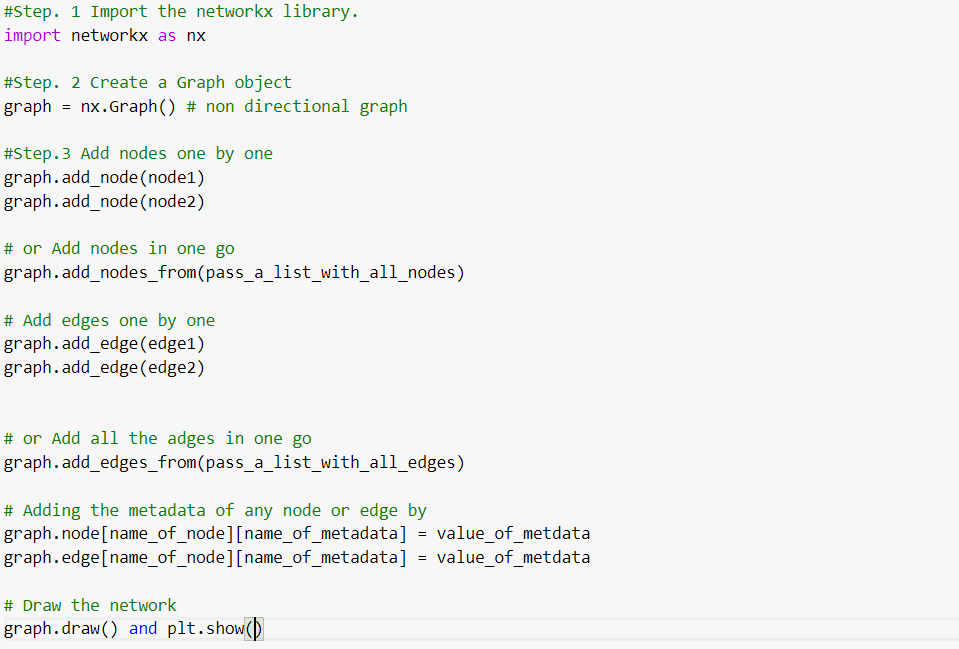 #Step. 1 Import the networkx library.
import networkx as nx
#Step. 2 Create a Graph object
graph = nx.Graph() # non directional graph
#Step.3 Add nodes one by one
graph.add_node(node1)
graph.add_node(node2)
# or Add nodes in one go
graph.add_nodes_from(pass_a_list_with_all_nodes)
# Add edges one by one
graph.add_edge(edge1)
graph.add_edge(edge2)
# or Add all the adges in one go
graph.add_edges_from(pass_a_list_with_all_edges)
# Adding the metadata of any node or edge by
graph.node[name_of_node][name_of_metadata] = value_of_metdata
graph.edge[name_of_node][name_of_metadata] = value_of_metdata
# Draw the network
graph.draw() and plt.show()